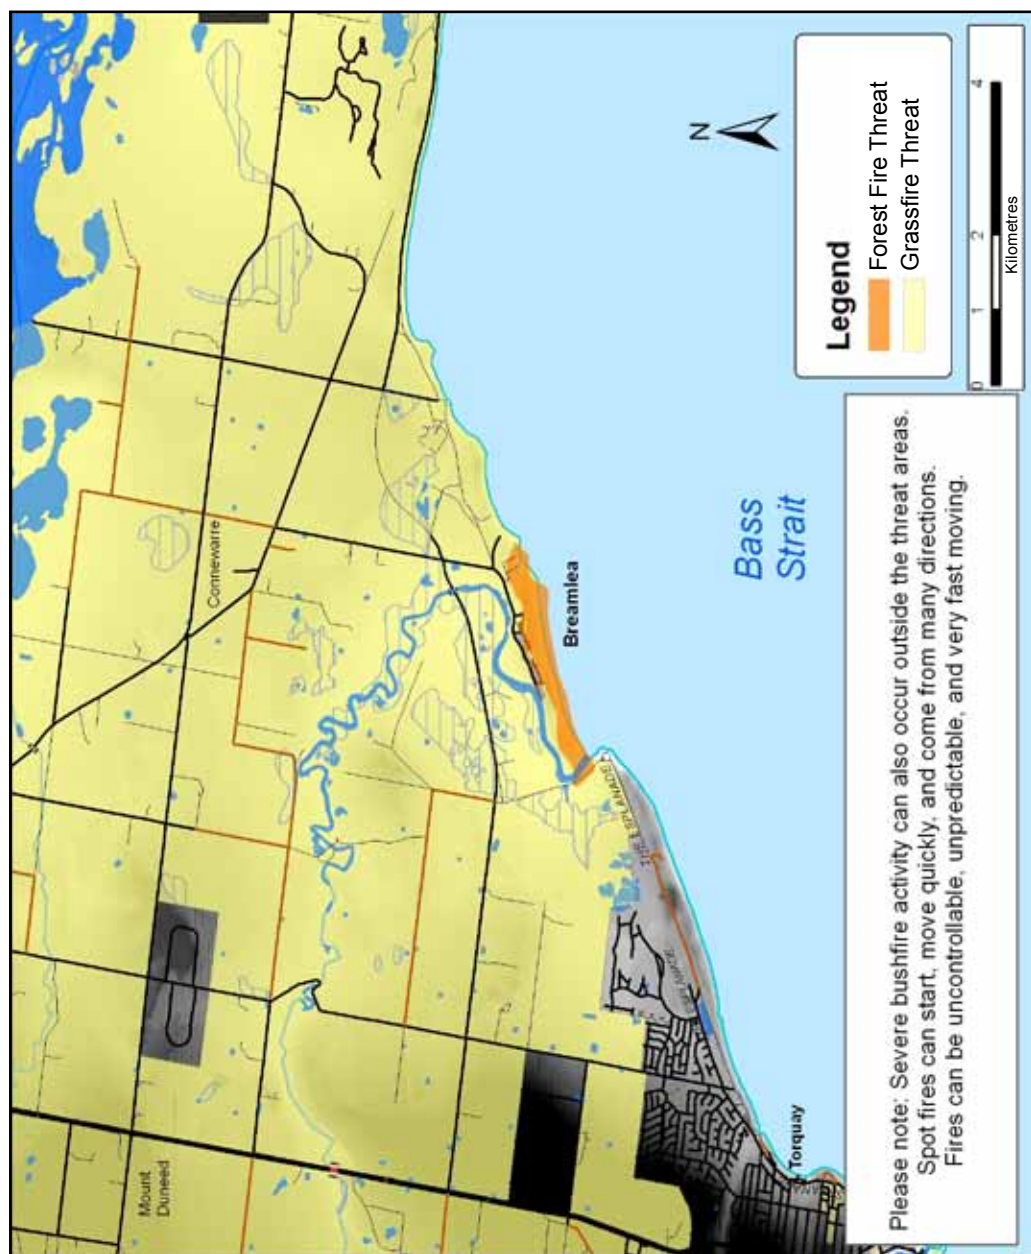 Connewarre
Mount
Duneed
Breamlea
THE ESPLANADE
Torquay
Bass
Strait
N
Legend
Forest Fire Threat
Grassfire Threat
0 1 2 4
Kilometres
Please note: Severe bushfire activity can also occur outside the threat areas.
Spot fires can start, move quickly, and come from many directions.
Fires can be uncontrollable, unpredictable, and very fast moving.